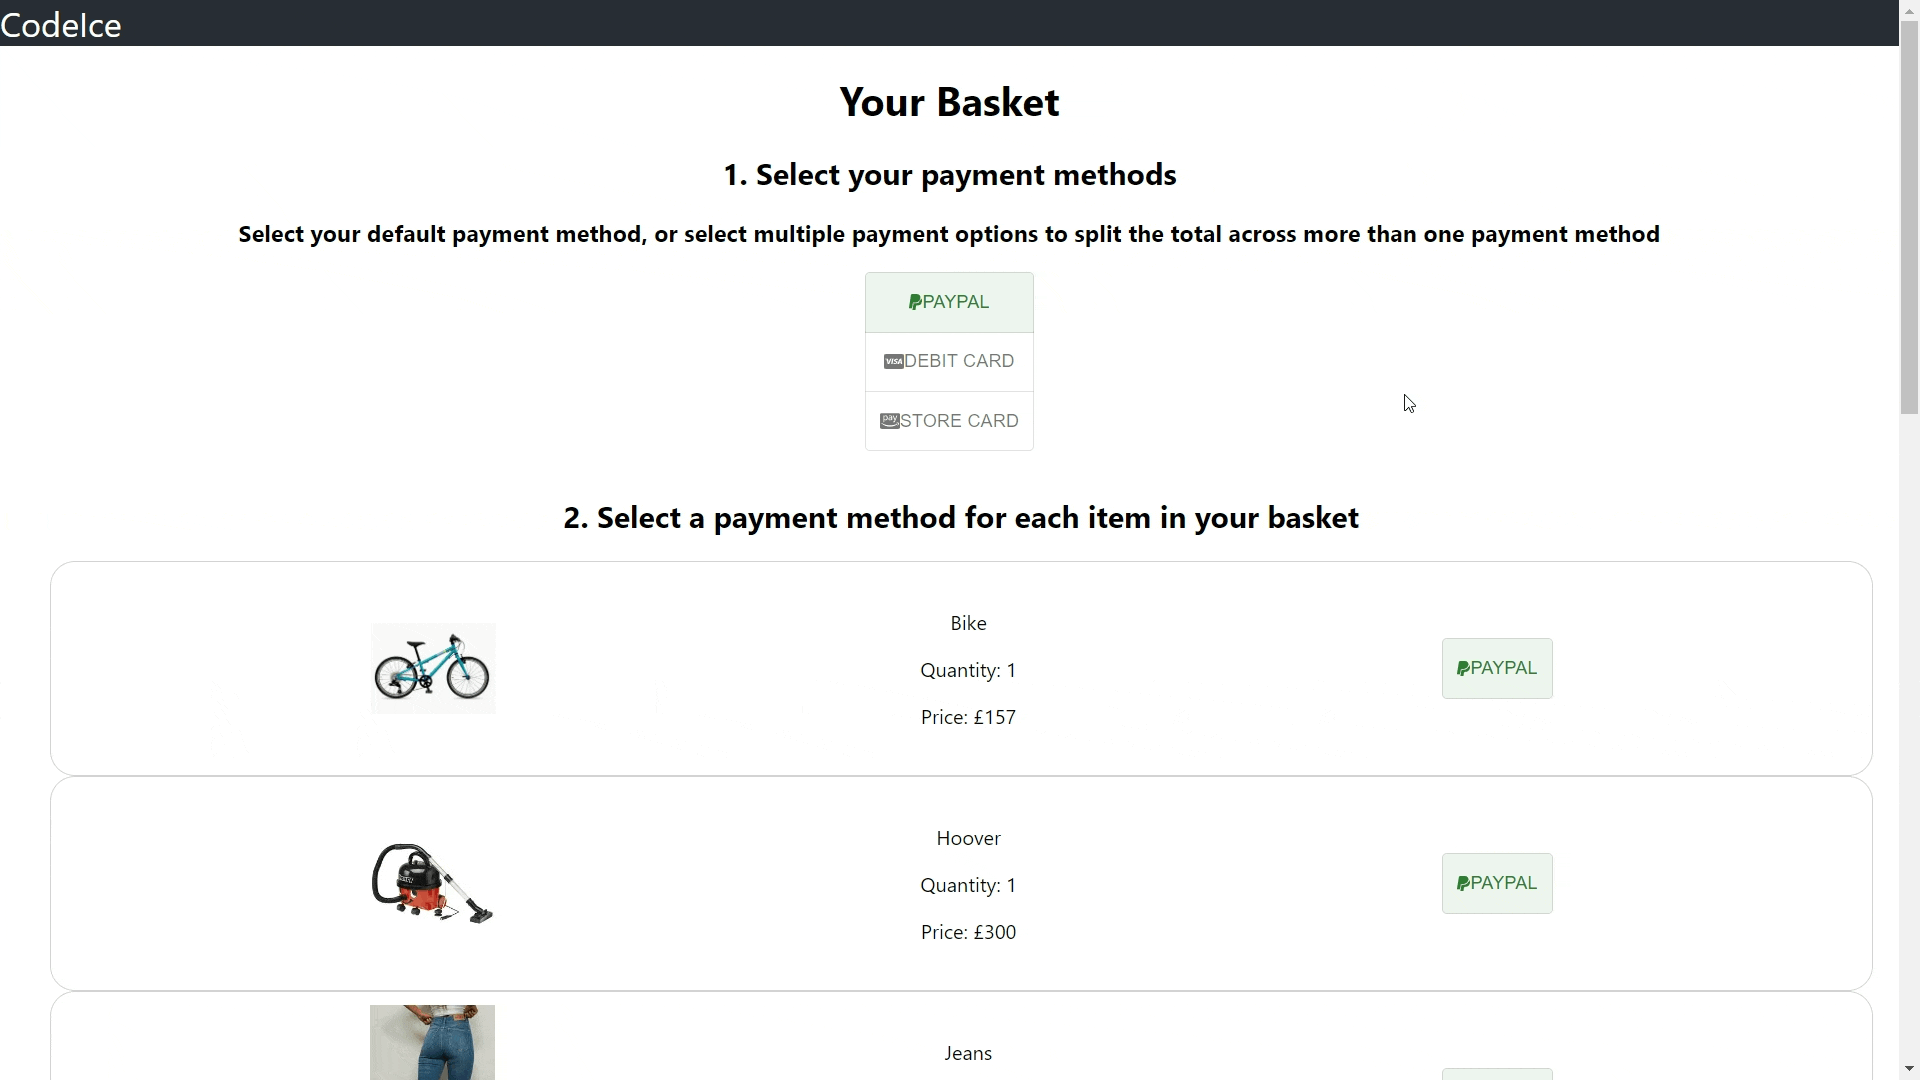 CodeIce
Your Basket
1. Select your payment methods
Select your default payment method, or select multiple payment options to split the total across more than one payment method
PAYPAL
VISA DEBIT CARD
pay STORE CARD
2. Select a payment method for each item in your basket
Bike
Quantity: 1
PAYPAL
Price: £157
Hoover
Quantity: 1
PAYPAL
Price: £300
Jeans